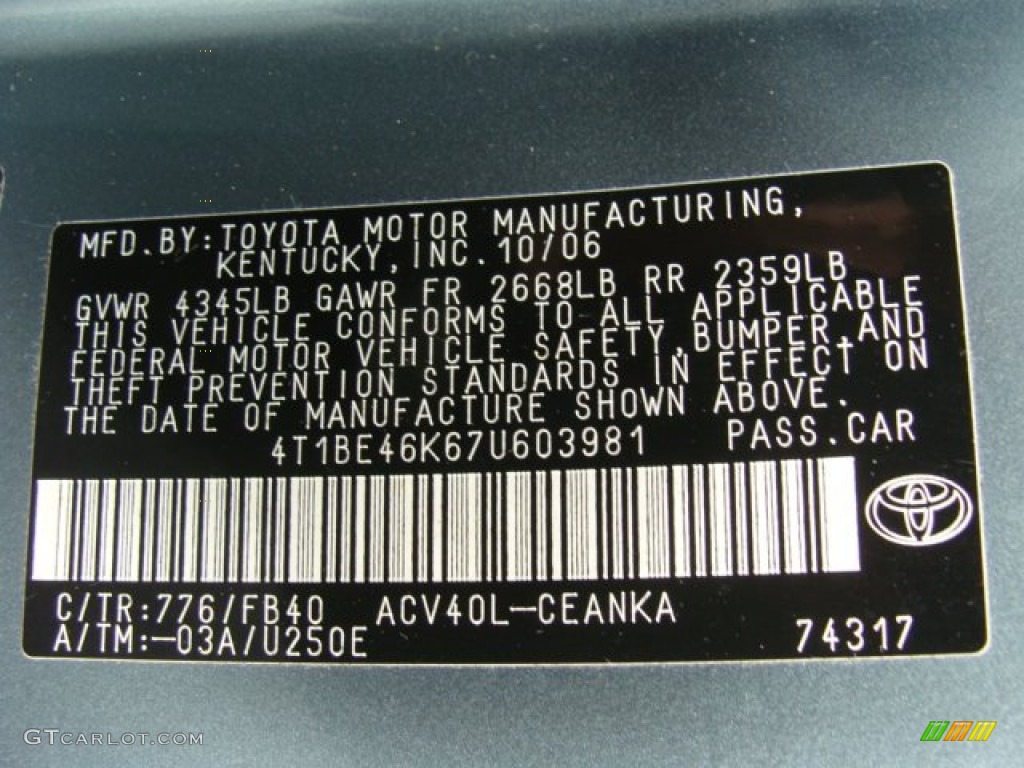 MFD.BY:TOYOTA MOTOR MANUFACTURING,
KENTUCKY,INC.10/06
GVWR 4345LB GAWR FR 2668LB RR 2359LB
THIS VEHICLE CONFORMS TO ALL APPLICABLE
FEDERAL MOTOR VEHICLE SAFETY,BUMPER,AND
THEFT PREVENTION STANDARDS IN EFFECT ON
THE DATE OF MANUFACTURE SHOWN ABOVE.
4T1BE46K67U603981 PASS.CAR
C/TR:776/FB40 ACV40L-CEANKA
A/TM:-03A/U250E 74317
GTCARLOT.COM